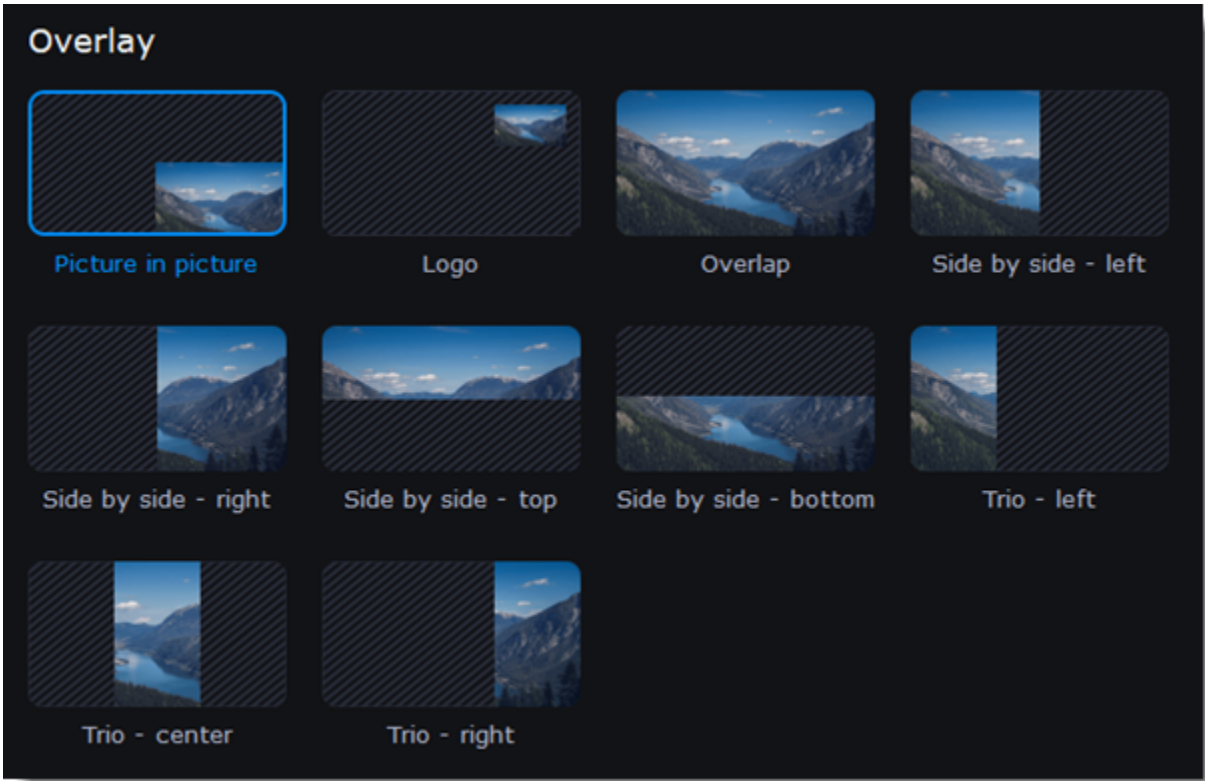 Overlay
Picture in picture
Logo
Overlap
Side by side - left
Side by side - right
Side by side - top
Side by side - bottom
Trio - left
Trio - center
Trio - right